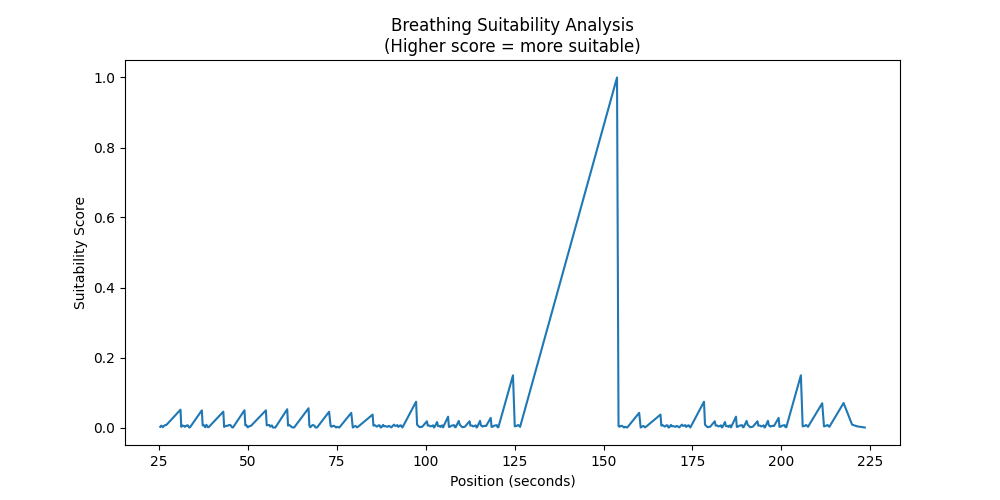 Breathing Suitability Analysis
(Higher score = more suitable)
1.0
0.8
0.6
0.4
0.2
0.0
Suitability Score
25 50 75 100 125 150 175 200 225
Position (seconds)